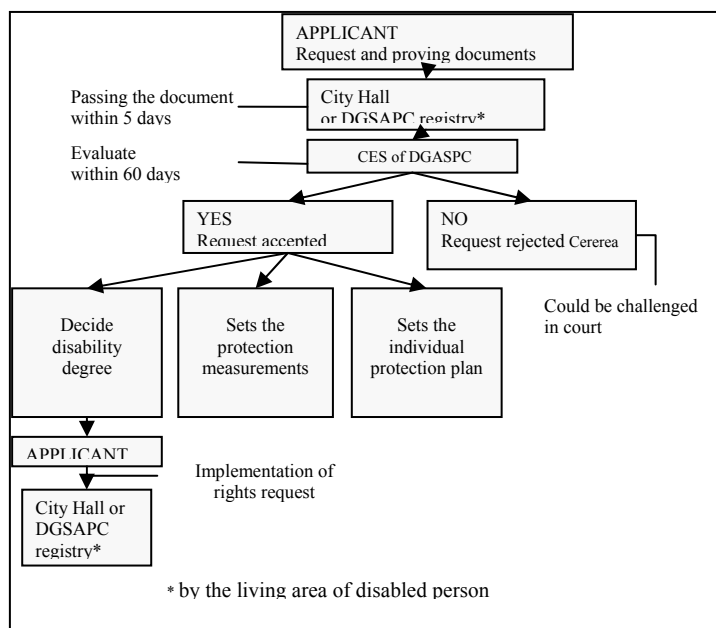 APPLICANT
Request and proving documents
Passing the document
within 5 days
City Hall
or DGSAPC registry*
Evaluate
within 60 days
CES of DGASPC
YES
Request accepted
NO
Request rejected Cererea
Could be challenged
in court
Decide
disability
degree
Sets the
protection
measurements
Sets the
individual
protection plan
APPLICANT
Implementation of
rights request
City Hall or
DGSAPC
registry*
* by the living area of disabled person